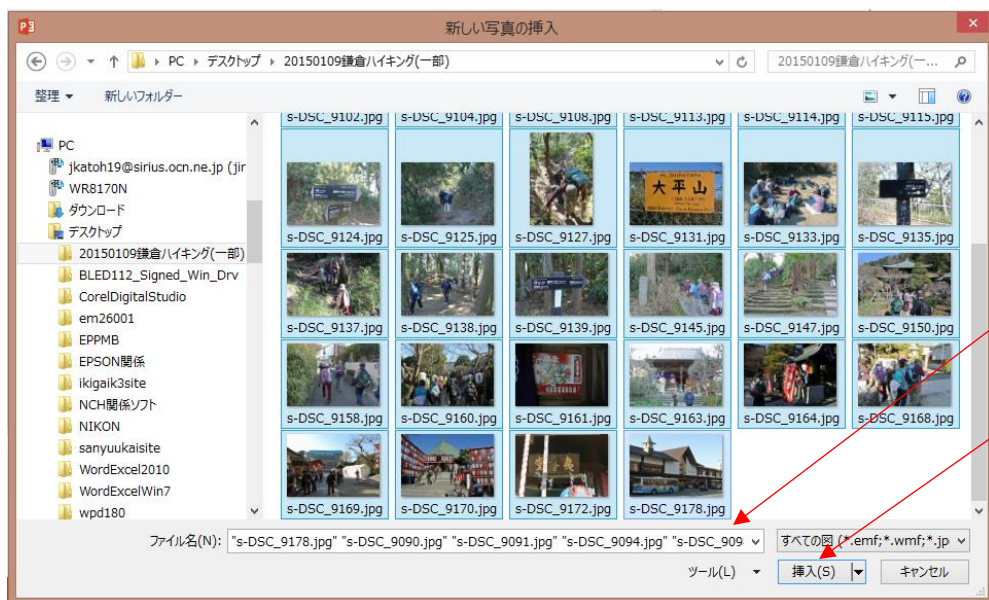 新しい写真の挿入
PC ▸ デスクトップ ▸ 20150109鎌倉ハイキング(一部)
20150109鎌倉ハイキング(一...
整理 新しいフォルダー
PC
jkatoh19@sirius.ocn.ne.jp (jir
WR8170N
ダウンロード
デスクトップ
20150109鎌倉ハイキング(一部)
BLED112_Signed_Win_Drv
CorelDigitalStudio
em26001
EPPMB
EPSON関係
ikigaik3site
NCH関係ソフト
NIKON
sanyuukaisite
WordExcel2010
WordExcelWin7
wpd180
s-DSC_9102.jpg s-DSC_9104.jpg s-DSC_9108.jpg s-DSC_9113.jpg s-DSC_9114.jpg s-DSC_9115.jpg
大平山
s-DSC_9124.jpg s-DSC_9125.jpg s-DSC_9127.jpg s-DSC_9131.jpg s-DSC_9133.jpg s-DSC_9135.jpg
s-DSC_9137.jpg s-DSC_9138.jpg s-DSC_9139.jpg s-DSC_9145.jpg s-DSC_9147.jpg s-DSC_9150.jpg
s-DSC_9158.jpg s-DSC_9160.jpg s-DSC_9161.jpg s-DSC_9163.jpg s-DSC_9164.jpg s-DSC_9168.jpg
s-DSC_9169.jpg s-DSC_9170.jpg s-DSC_9172.jpg s-DSC_9178.jpg
ファイル名(N): "s-DSC_9178.jpg" "s-DSC_9090.jpg" "s-DSC_9091.jpg" "s-DSC_9094.jpg" "s-DSC_909 すべての図 (*.emf;*.wmf;*.jp
ツール(L) 挿入(S) キャンセル